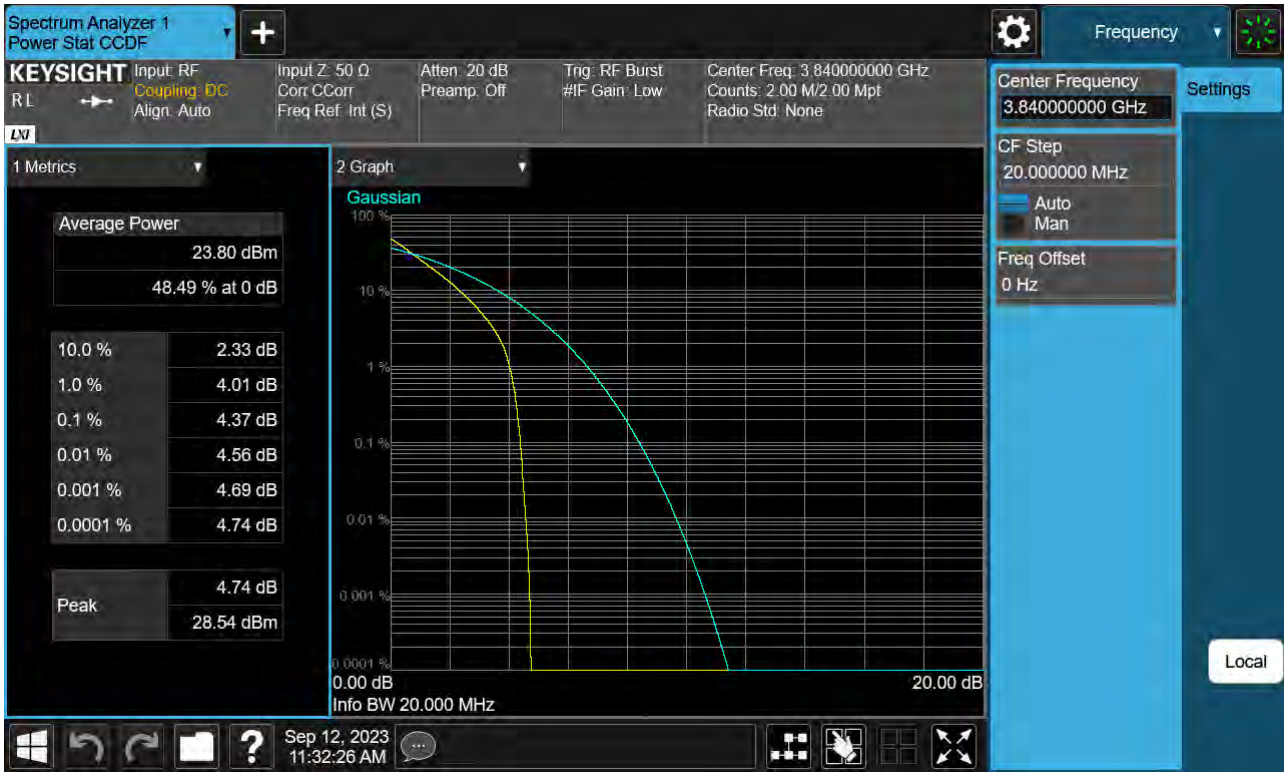 Spectrum Analyzer 1
Power Stat CCDF
+
Frequency
KEYSIGHT
RL
LXI
Input: RF
Coupling: DC
Align: Auto
Input Z: 50 Ω
Corr CCorr
Freq Ref: Int (S)
Atten: 20 dB
Preamp: Off
Trig: RF Burst
#IF Gain: Low
Center Freq: 3.840000000 GHz
Counts: 2.00 M/2.00 Mpt
Radio Std: None
Center Frequency
3.840000000 GHz
Settings
CF Step
20.000000 MHz
Auto
Man
Freq Offset
0 Hz
Local
1 Metrics
Average Power
23.80 dBm
48.49 % at 0 dB
10.0 % 2.33 dB
1.0 % 4.01 dB
0.1 % 4.37 dB
0.01 % 4.56 dB
0.001 % 4.69 dB
0.0001 % 4.74 dB
Peak
4.74 dB
28.54 dBm
2 Graph
Gaussian
100 %
10 %
1 %
0.1 %
0.01 %
0.001 %
0.0001 %
0.00 dB
20.00 dB
Info BW 20.000 MHz
?
Sep 12, 2023
11:32:26 AM